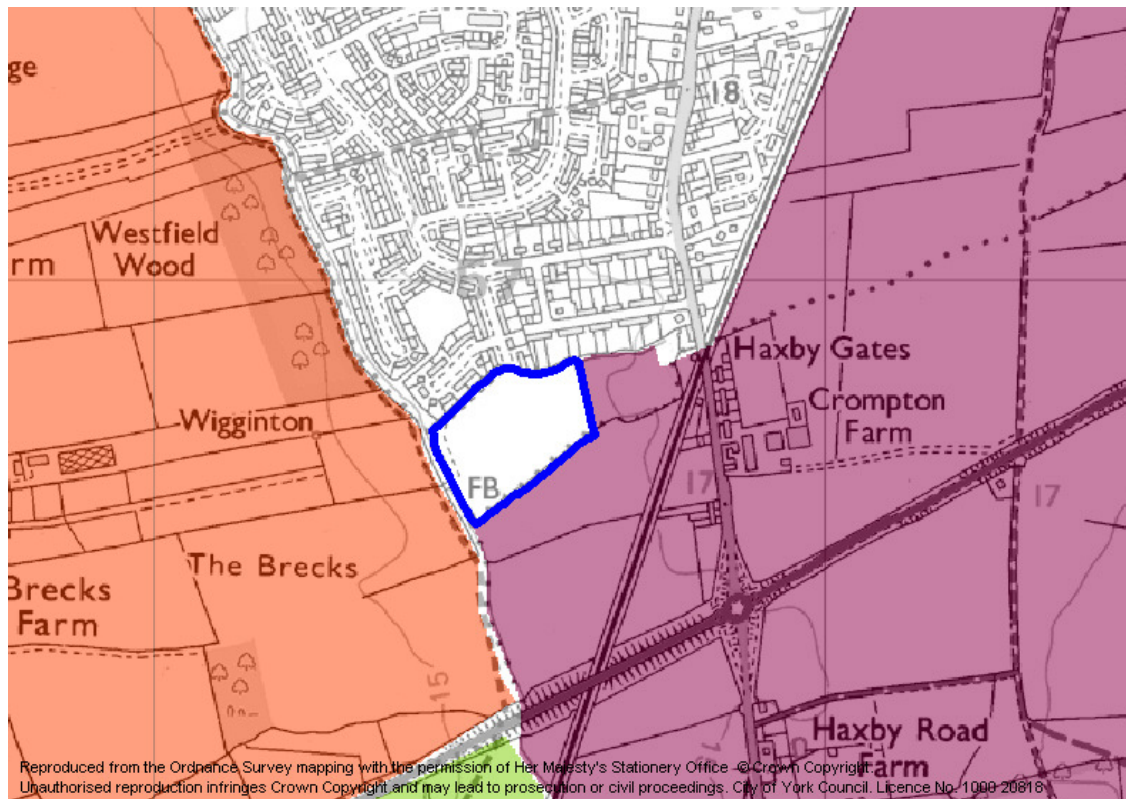 ge
18
Westfield
Wood
rm
Haxby Gates
Wigginton
Crompton
Farm
FB
17
17
The Brecks
Brecks
Farm
15
Haxby Road
Farm
Reproduced from the Ordnance Survey mapping with the permission of Her Majesty's Stationery Office © Crown Copyright.
Unauthorised reproduction infringes Crown Copyright and may lead to prosecution or civil proceedings. City of York Council. Licence No. 1000 20818